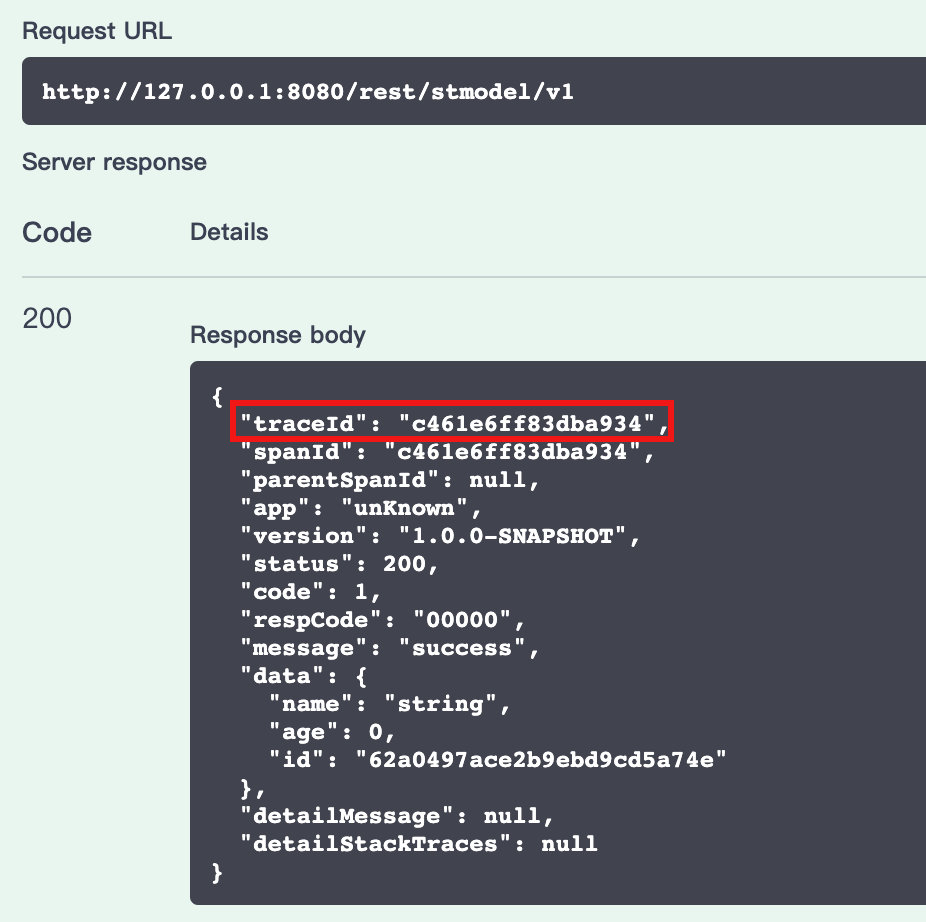 Request URL
http://127.0.0.1:8080/rest/stmodel/v1
Server response
Code Details
200
Response body
{
"traceId": "c461e6ff83dba934",
"spanId": "c461e6ff83dba934",
"parentSpanId": null,
"app": "unKnown",
"version": "1.0.0-SNAPSHOT",
"status": 200,
"code": 1,
"respCode": "00000",
"message": "success",
"data": {
"name": "string",
"age": 0,
"id": "62a0497ace2b9ebd9cd5a74e"
},
"detailMessage": null,
"detailStackTraces": null
}